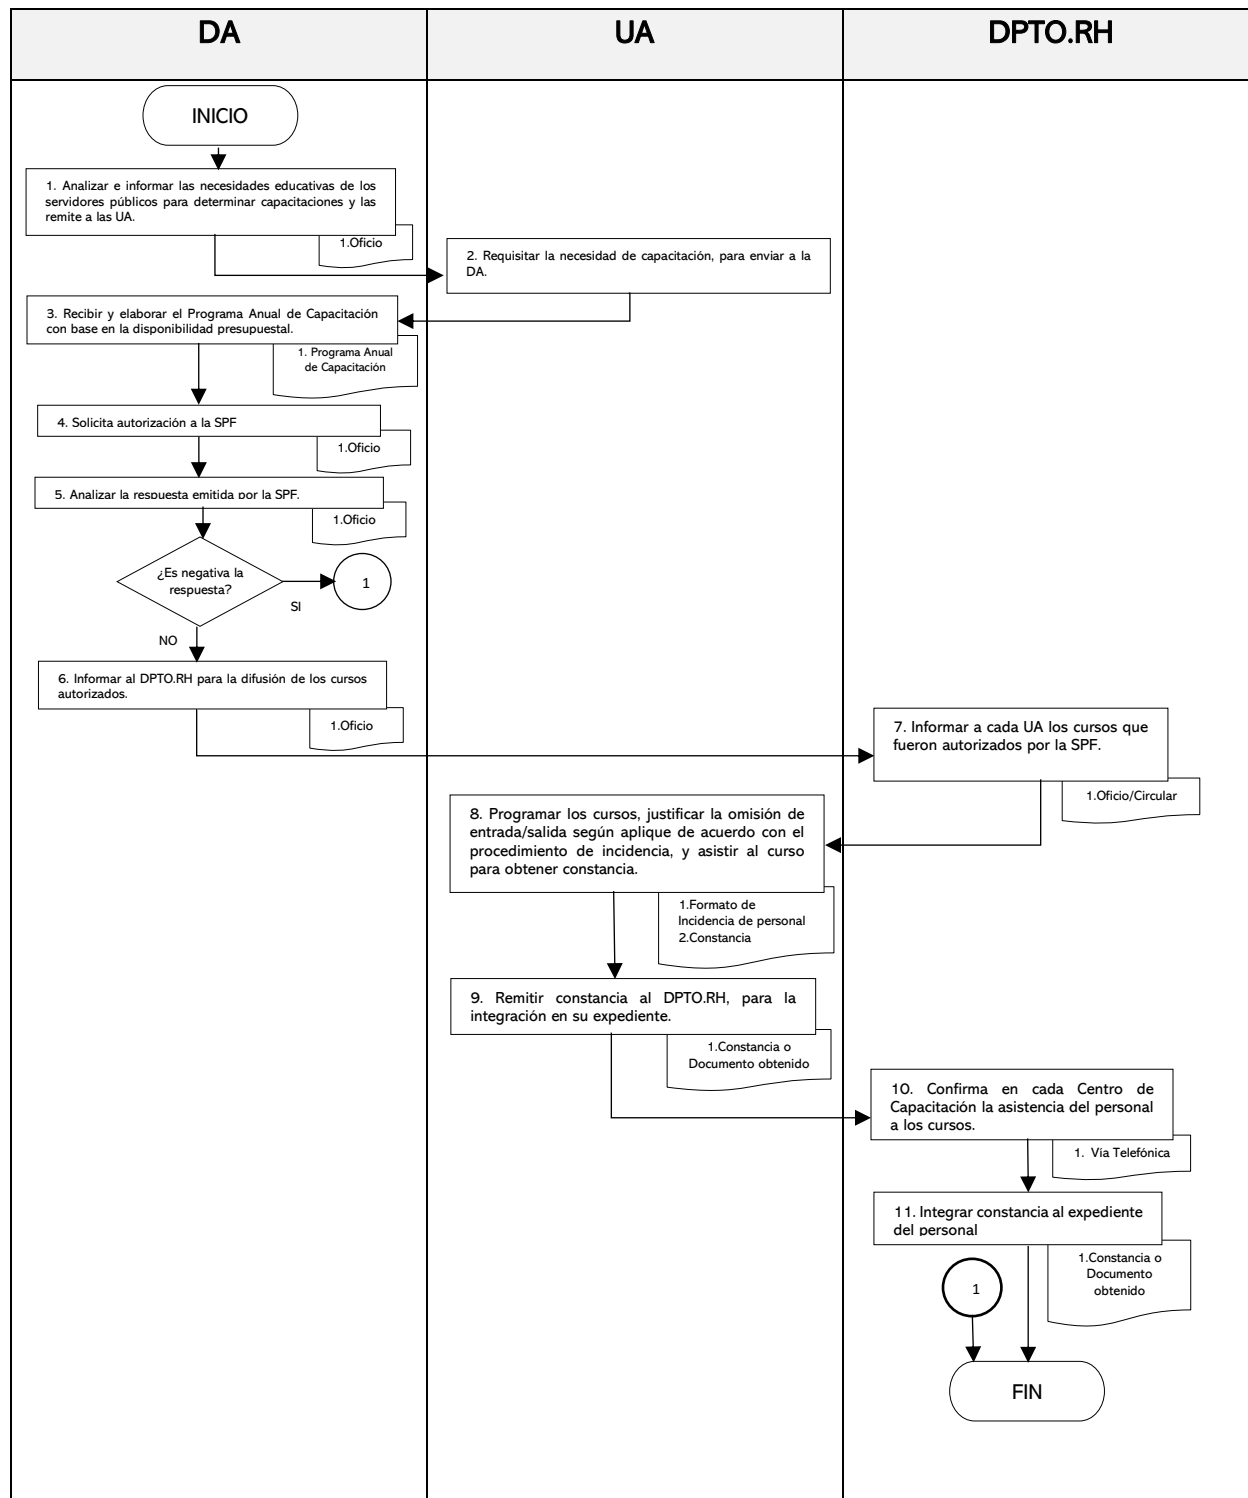 DA
UA
DPTO.RH
INICIO
1. Analizar e informar las necesidades educativas de los
servidores públicos para determinar capacitaciones y las
remite a las UA.
1.Oficio
2. Requisitar la necesidad de capacitación, para enviar a la
DA.
3. Recibir y elaborar el Programa Anual de Capacitación
con base en la disponibilidad presupuestal.
1. Programa Anual
de Capacitación
4. Solicita autorización a la SPF
1.Oficio
5. Analizar la respuesta emitida por la SPF.
1.Oficio
¿Es negativa la
respuesta?
1
SI
NO
6. Informar al DPTO.RH para la difusión de los cursos
autorizados.
1.Oficio
7. Informar a cada UA los cursos que
fueron autorizados por la SPF.
1.Oficio/Circular
8. Programar los cursos, justificar la omisión de
entrada/salida según aplique de acuerdo con el
procedimiento de incidencia, y asistir al curso
para obtener constancia.
1.Formato de
Incidencia de personal
2.Constancia
9. Remitir constancia al DPTO.RH, para la
integración en su expediente.
1.Constancia o
Documento obtenido
10. Confirma en cada Centro de
Capacitación la asistencia del personal
a los cursos.
1. Vía Telefónica
11. Integrar constancia al expediente
del personal
1.Constancia o
Documento
obtenido
1
FIN